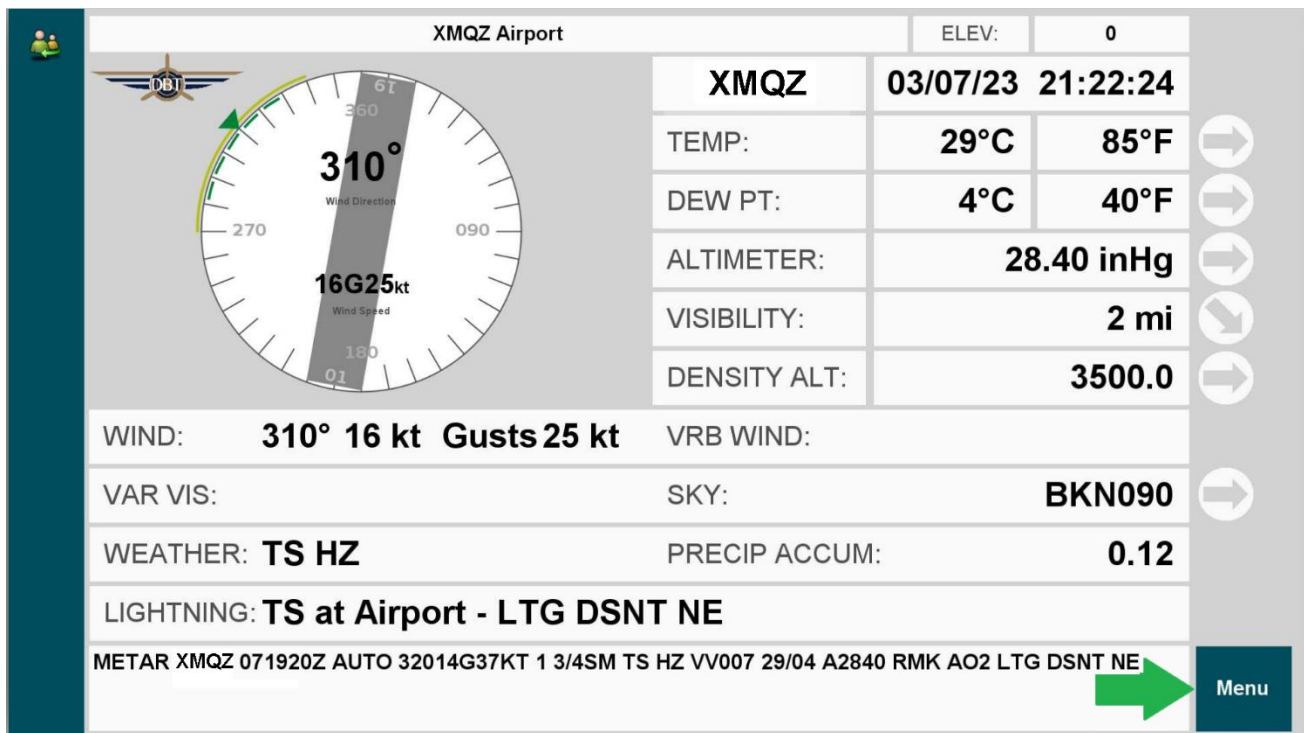 XMQZ Airport ELEV: 0
DBT
XMQZ 03/07/23 21:22:24
19
360
310°
Wind Direction
270 090
16G25kt
Wind Speed
180
01
TEMP: 29°C 85°F
DEW PT: 4°C 40°F
ALTIMETER: 28.40 inHg
VISIBILITY: 2 mi
DENSITY ALT: 3500.0
WIND: 310° 16 kt Gusts 25 kt VRB WIND:
VAR VIS: SKY: BKN090
WEATHER: TS HZ PRECIP ACCUM: 0.12
LIGHTNING: TS at Airport - LTG DSNT NE
METAR XMQZ 071920Z AUTO 32014G37KT 1 3/4SM TS HZ VV007 29/04 A2840 RMK AO2 LTG DSNT NE
Menu